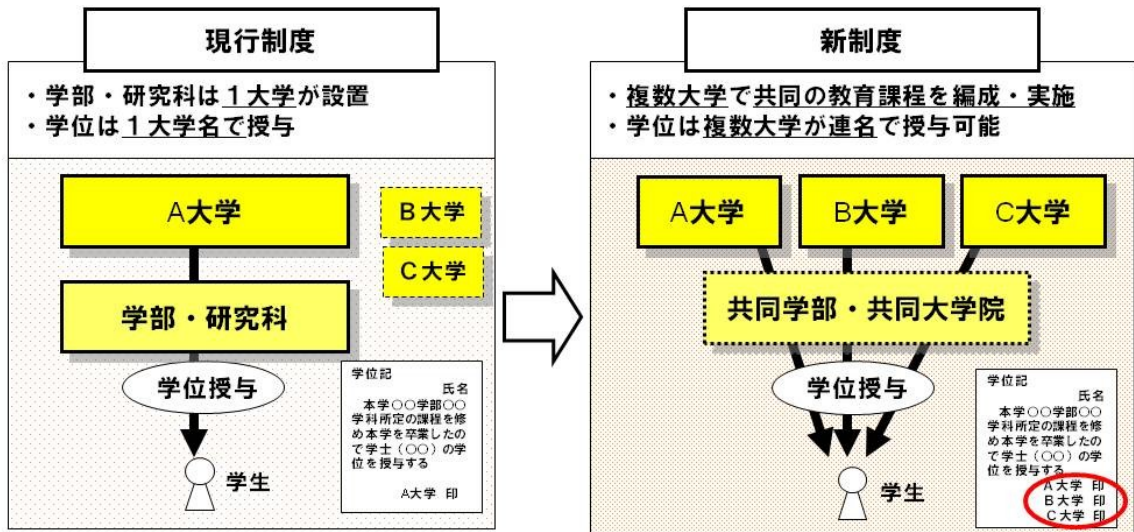 現行制度
・学部・研究科は１大学が設置
・学位は１大学名で授与
A大学
B大学
C大学
学部・研究科
学位授与
学生
学位記
氏名
本学○○学部○○
学科所定の課程を修
め本学を卒業したの
で学士（○○）の学
位を授与する
A大学 印
新制度
・複数大学で共同の教育課程を編成・実施
・学位は複数大学が連名で授与可能
A大学
B大学
C大学
共同学部・共同大学院
学位授与
学生
学位記
氏名
本学○○学部○○
学科所定の課程を修
め本学を卒業したの
で学士（○○）の学
位を授与する
A大学 印
B大学 印
C大学 印